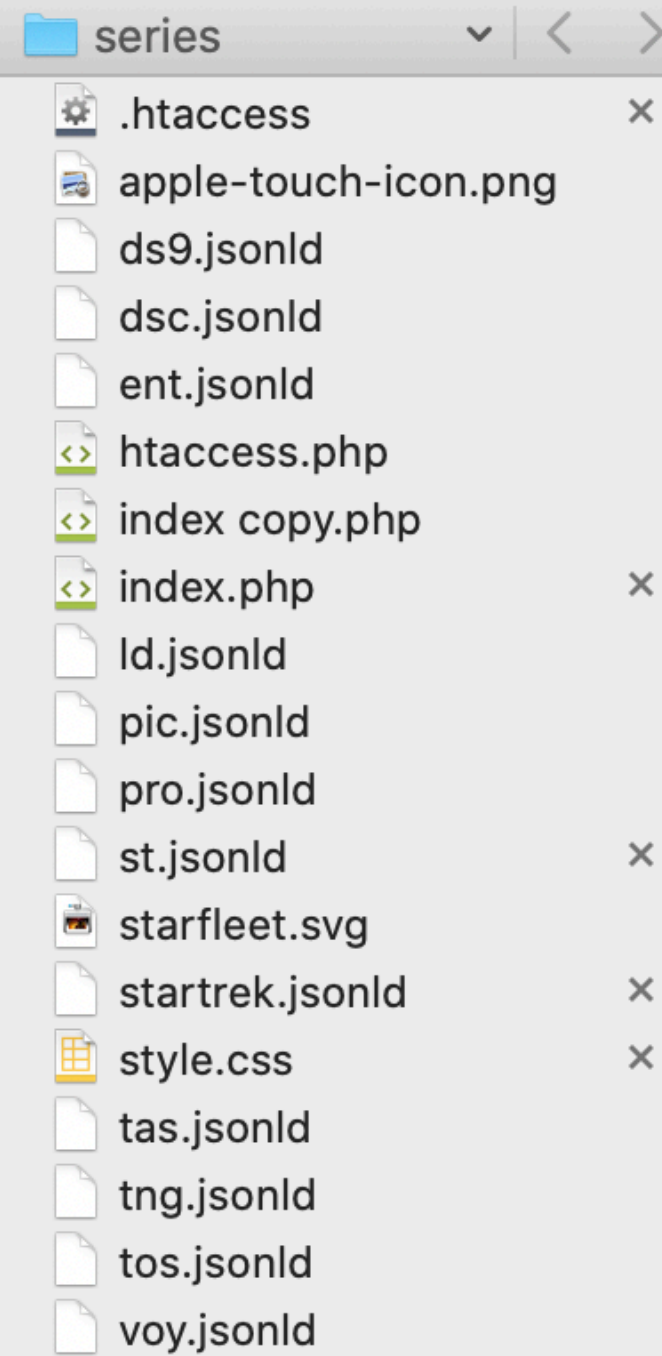 series
.htaccess
apple-touch-icon.png
ds9.jsonld
dsc.jsonld
ent.jsonld
htaccess.php
index copy.php
index.php
ld.jsonld
pic.jsonld
pro.jsonld
st.jsonld
starfleet.svg
startrek.jsonld
style.css
tas.jsonld
tng.jsonld
tos.jsonld
voy.jsonld